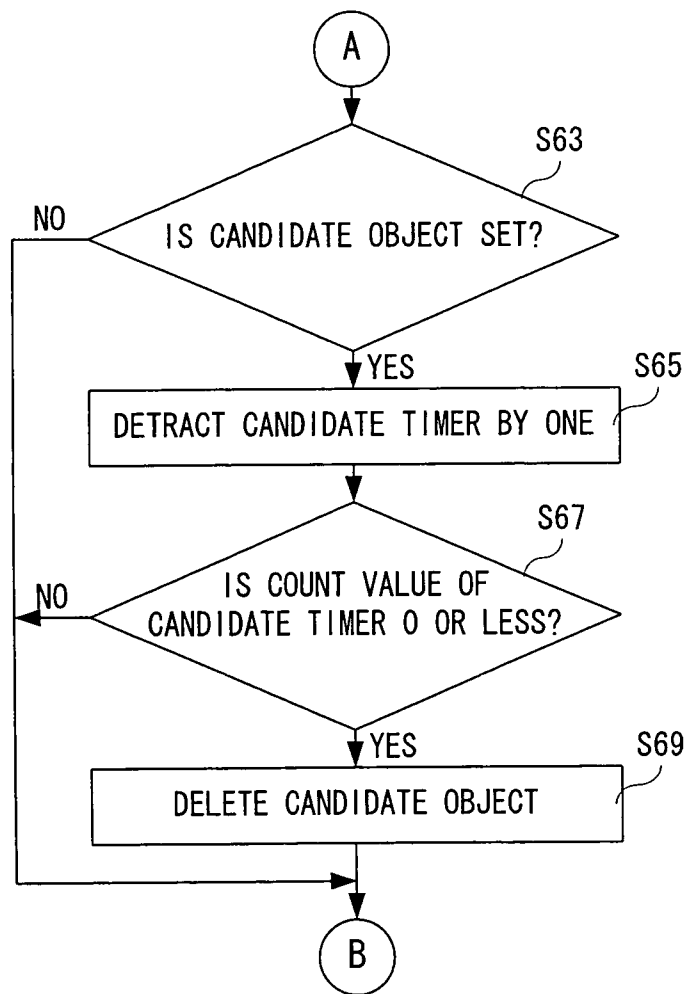 A
S63
NO
IS CANDIDATE OBJECT SET?
YES
S65
DETRACT CANDIDATE TIMER BY ONE
S67
NO
IS COUNT VALUE OF
CANDIDATE TIMER 0 OR LESS?
YES
S69
DELETE CANDIDATE OBJECT
B